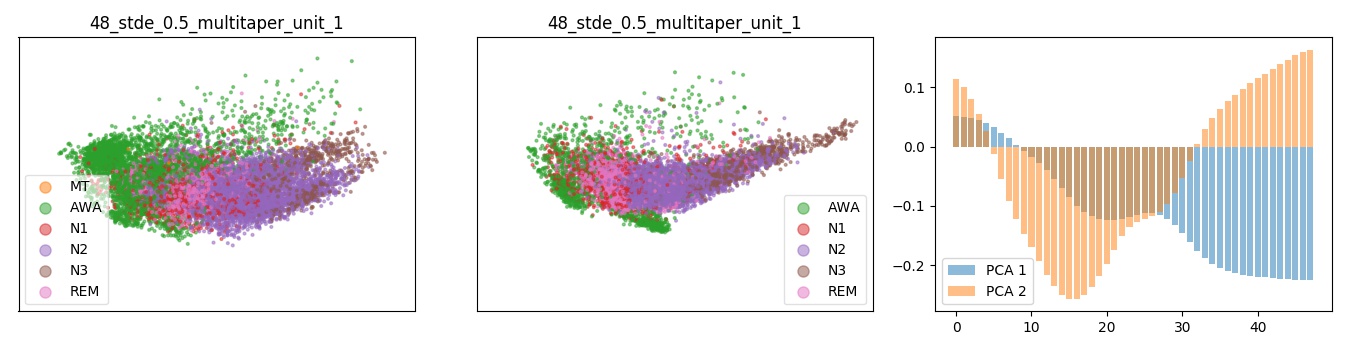 48_stde_0.5_multitaper_unit_1
MT
AWA
N1
N2
N3
REM
48_stde_0.5_multitaper_unit_1
AWA
N1
N2
N3
REM
0.1
0.0
−0.1
−0.2
PCA 1
PCA 2
0
10
20
30
40